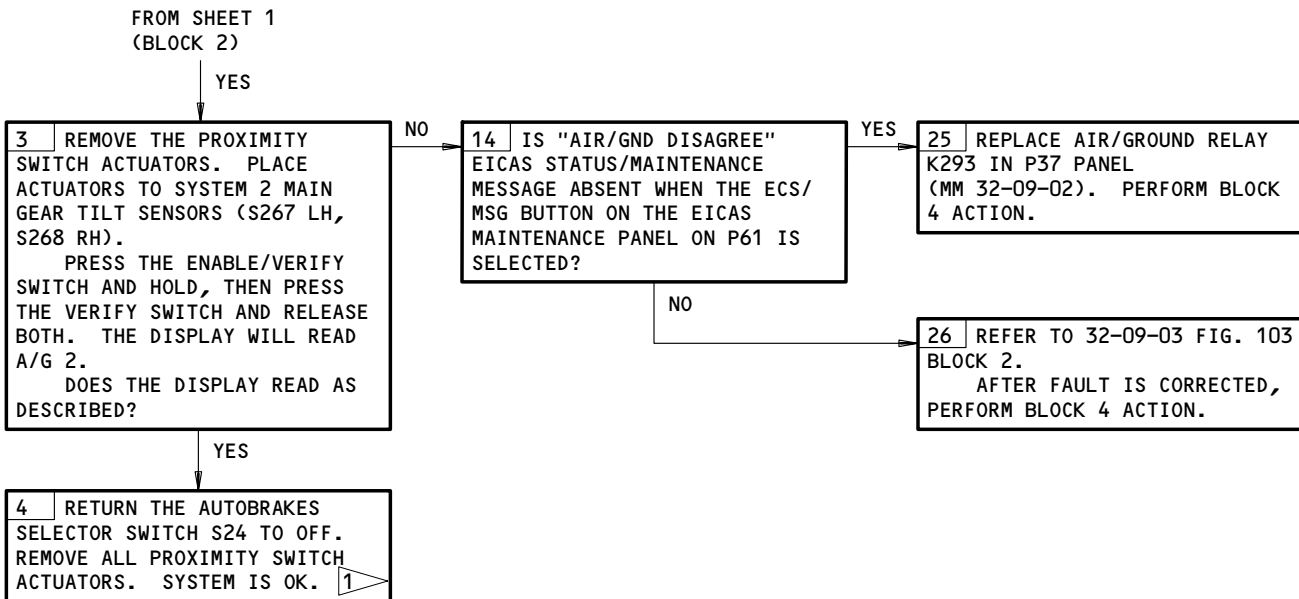 FROM SHEET 1
(BLOCK 2)
YES
3 REMOVE THE PROXIMITY
SWITCH ACTUATORS. PLACE
ACTUATORS TO SYSTEM 2 MAIN
GEAR TILT SENSORS (S267 LH,
S268 RH).
PRESS THE ENABLE/VERIFY
SWITCH AND HOLD, THEN PRESS
THE VERIFY SWITCH AND RELEASE
BOTH. THE DISPLAY WILL READ
A/G 2.
DOES THE DISPLAY READ AS
DESCRIBED?
NO
14 IS "AIR/GND DISAGREE"
EICAS STATUS/MAINTENANCE
MESSAGE ABSENT WHEN THE ECS/
MSG BUTTON ON THE EICAS
MAINTENANCE PANEL ON P61 IS
SELECTED?
YES
25 REPLACE AIR/GROUND RELAY
K293 IN P37 PANEL
(MM 32-09-02). PERFORM BLOCK
4 ACTION.
NO
26 REFER TO 32-09-03 FIG. 103
BLOCK 2.
AFTER FAULT IS CORRECTED,
PERFORM BLOCK 4 ACTION.
YES
4 RETURN THE AUTOBRAKES
SELECTOR SWITCH S24 TO OFF.
REMOVE ALL PROXIMITY SWITCH
ACTUATORS. SYSTEM IS OK. 1